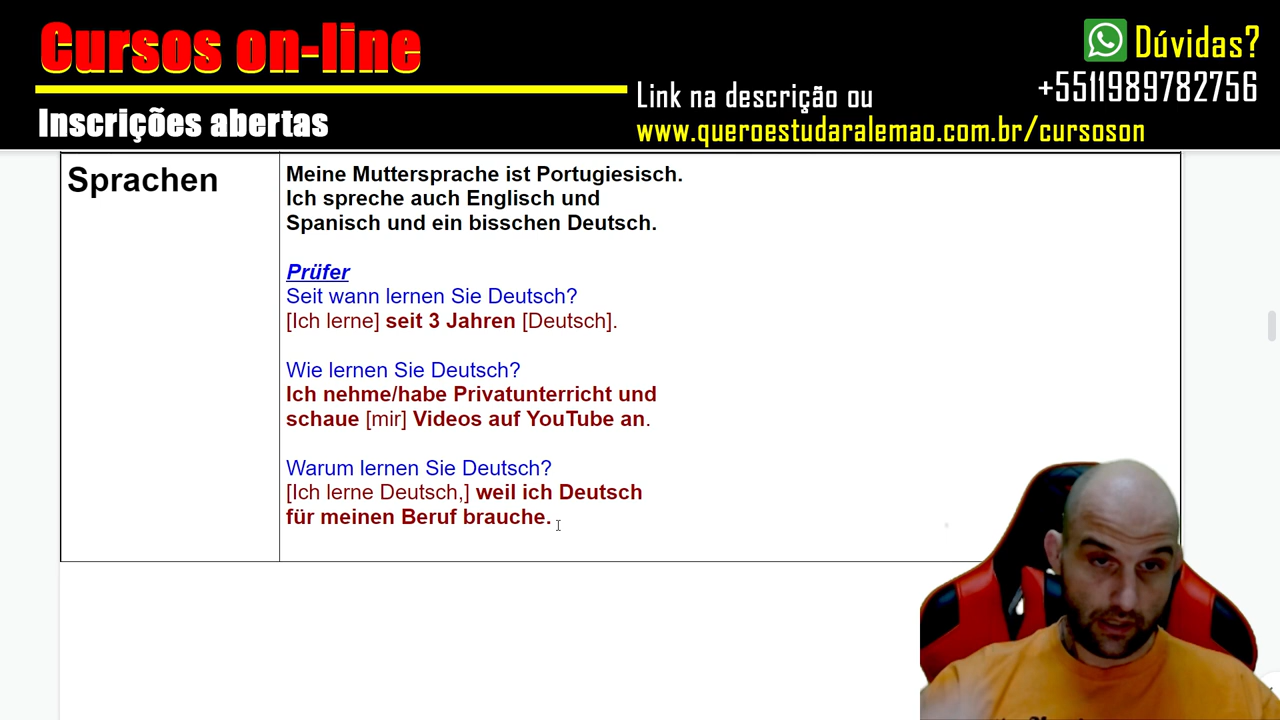 Cursos on-line
Inscrições abertas
Dúvidas?
+5511989782756
Link na descrição ou
www.queroestudaralemao.com.br/cursoson
Sprachen
Meine Muttersprache ist Portugiesisch.
Ich spreche auch Englisch und
Spanisch und ein bisschen Deutsch.
Prüfer
Seit wann lernen Sie Deutsch?
[Ich lerne] seit 3 Jahren [Deutsch].
Wie lernen Sie Deutsch?
Ich nehme/habe Privatunterricht und
schaue [mir] Videos auf YouTube an.
Warum lernen Sie Deutsch?
[Ich lerne Deutsch,] weil ich Deutsch
für meinen Beruf brauche.